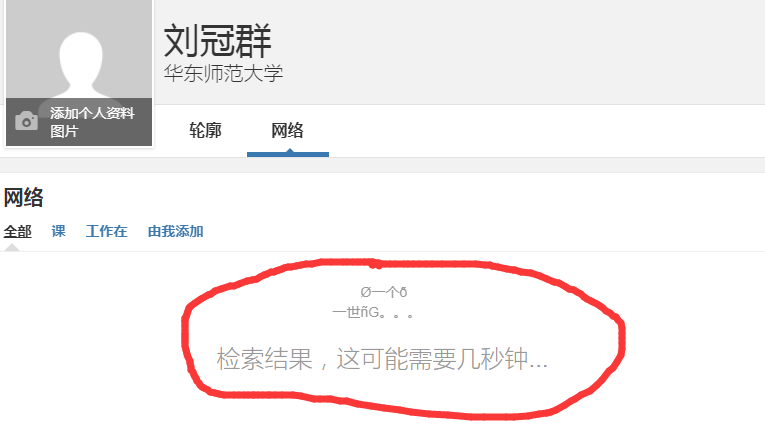 刘冠群
华东师范大学
添加个人资料
图片
轮廓 网络
网络
全部 课 工作在 由我添加
Ø一个ð
一世ñG。。。
检索结果，这可能需要几秒钟...